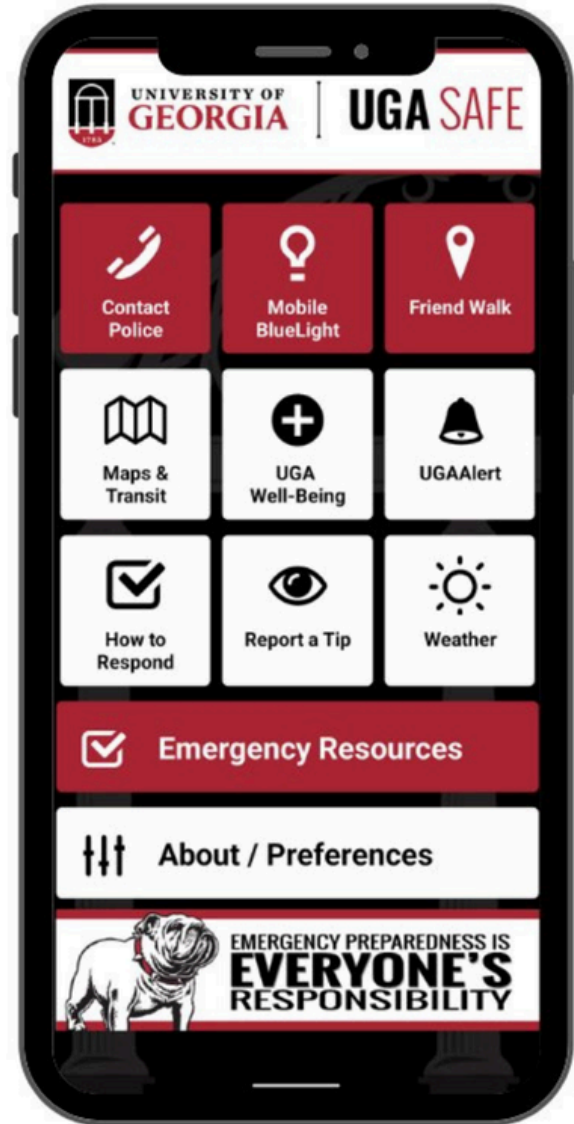 UNIVERSITY OF
GEORGIA
1785
UGA SAFE
Contact
Police
Mobile
BlueLight
Friend Walk
Maps &
Transit
UGA
Well-Being
UGAAlert
How to
Respond
Report a Tip
Weather
Emergency Resources
About / Preferences
EMERGENCY PREPAREDNESS IS
EVERYONE'S
RESPONSIBILITY